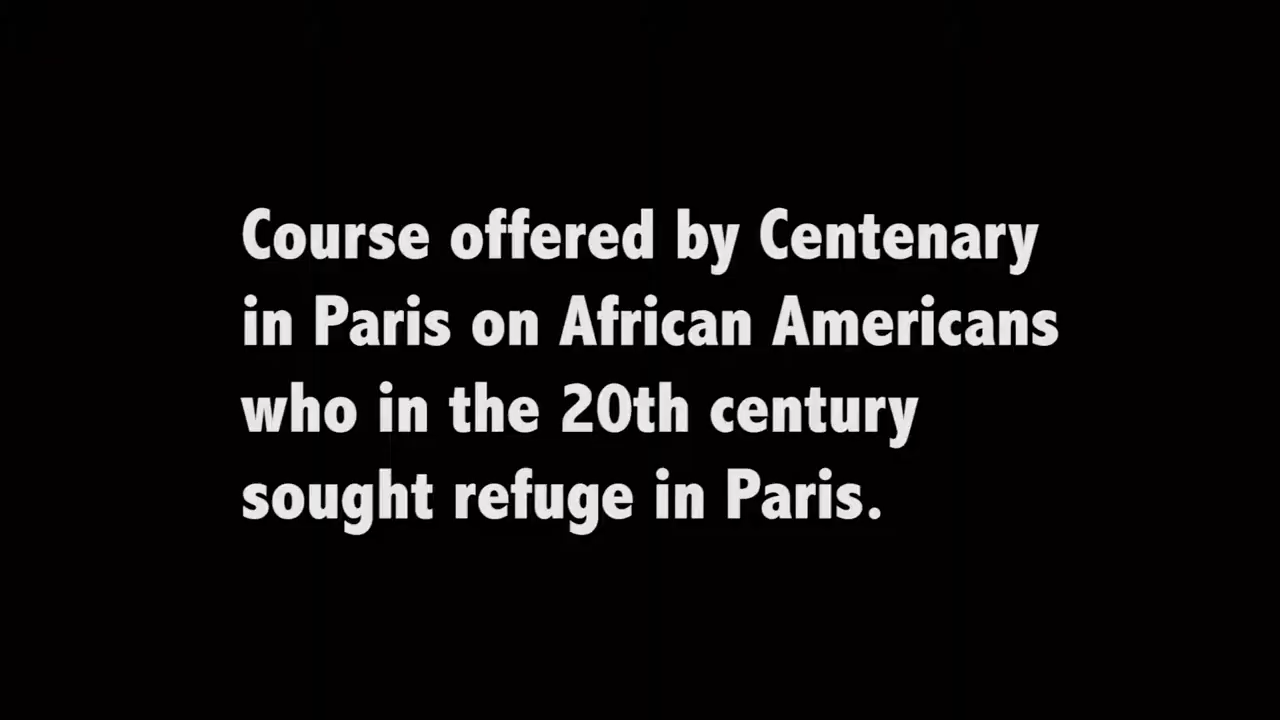 Course offered by Centenary
in Paris on African Americans
who in the 20th century
sought refuge in Paris.